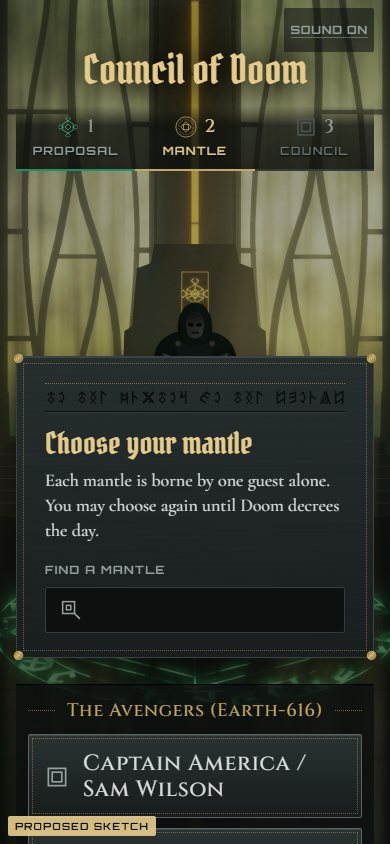 SOUND ON
Council of Doom
1 2 3
PROPOSAL MANTLE COUNCIL
Choose your mantle
Each mantle is borne by one guest alone.
You may choose again until Doom decrees
the day.
FIND A MANTLE
THE AVENGERS (EARTH-616)
CAPTAIN AMERICA /
SAM WILSON
PROPOSED SKETCH